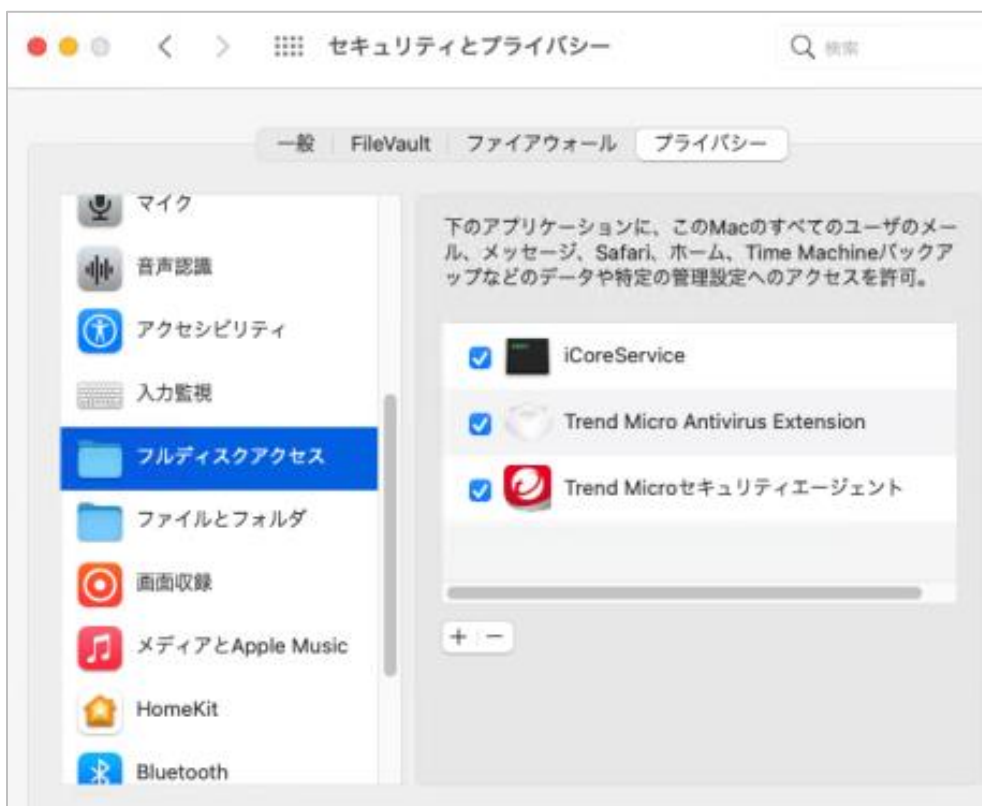 セキュリティとプライバシー
検索
一般 FileVault ファイアウォール プライバシー
マイク
音声認識
アクセシビリティ
入力監視
フルディスクアクセス
ファイルとフォルダ
画面収録
メディアとApple Music
HomeKit
Bluetooth
下のアプリケーションに、このMacのすべてのユーザのメー
ル、メッセージ、Safari、ホーム、Time Machineバックア
ップなどのデータや特定の管理設定へのアクセスを許可。
iCoreService
Trend Micro Antivirus Extension
Trend Microセキュリティエージェント